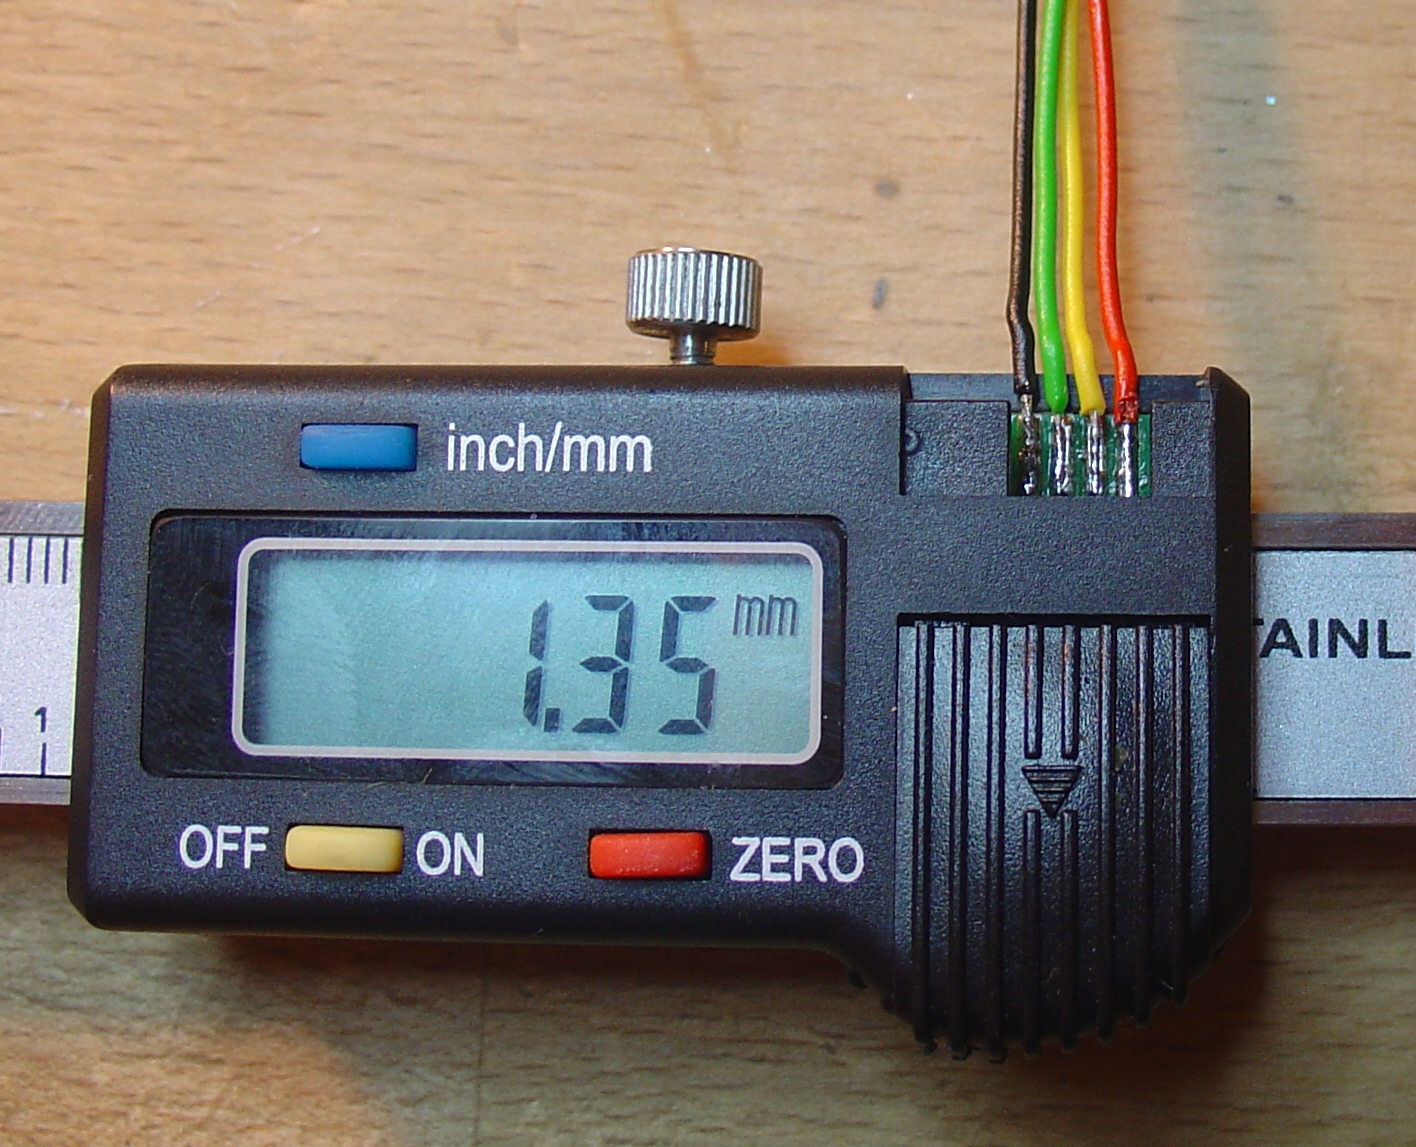 inch/mm
1.35 mm
1
TAINL
OFF ON ZERO